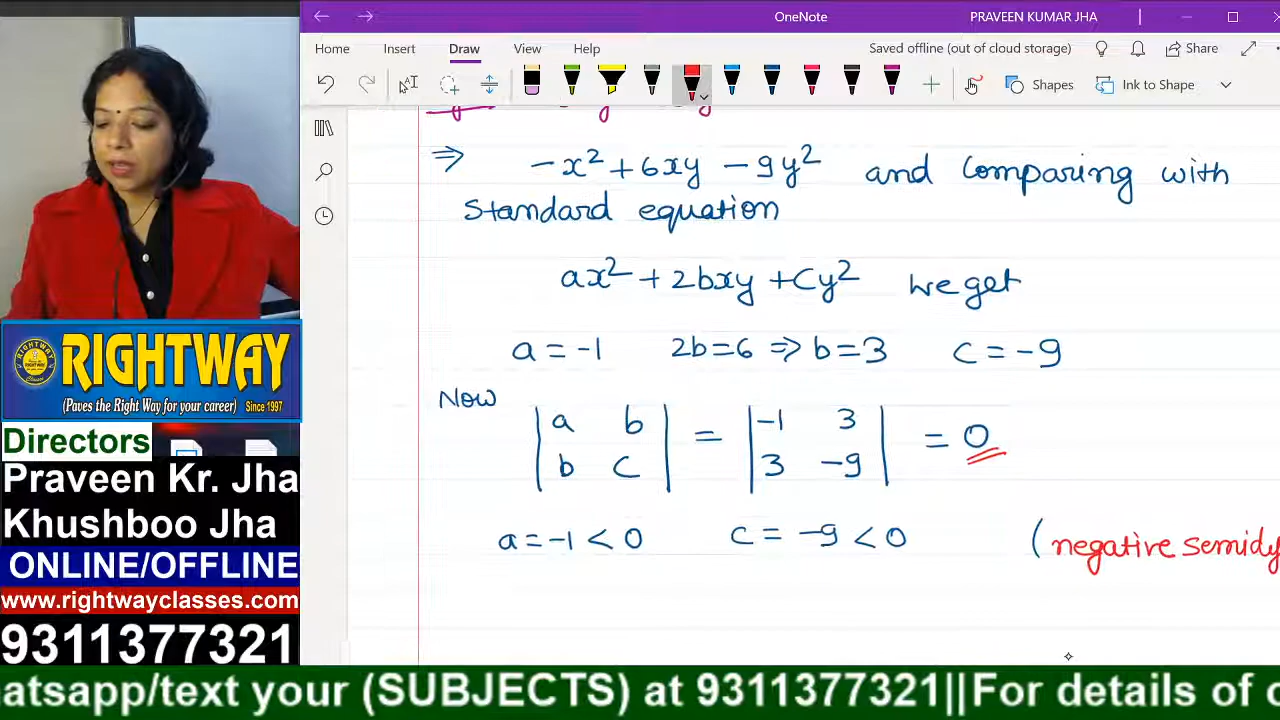 OneNote
PRAVEEN KUMAR JHA
Home Insert Draw View Help
Saved offline (out of cloud storage)
Share
Shapes
Ink to Shape
⇒ -x² + 6xy - 9y² and comparing with
standard equation
ax² + 2bxy + cy² we get
a = -1 2b = 6 ⇒ b = 3 c = -9
Now
| a b | = | -1 3 | = 0
| b c | | 3 -9 |
a = -1 < 0 c = -9 < 0 (negative semidy
RIGHTWAY
(Paves the Right Way for your career) Since 1997
Directors
Praveen Kr. Jha
Khushboo Jha
ONLINE/OFFLINE
www.rightwayclasses.com
9311377321
atsapp/text your (SUBJECTS) at 9311377321||For details of